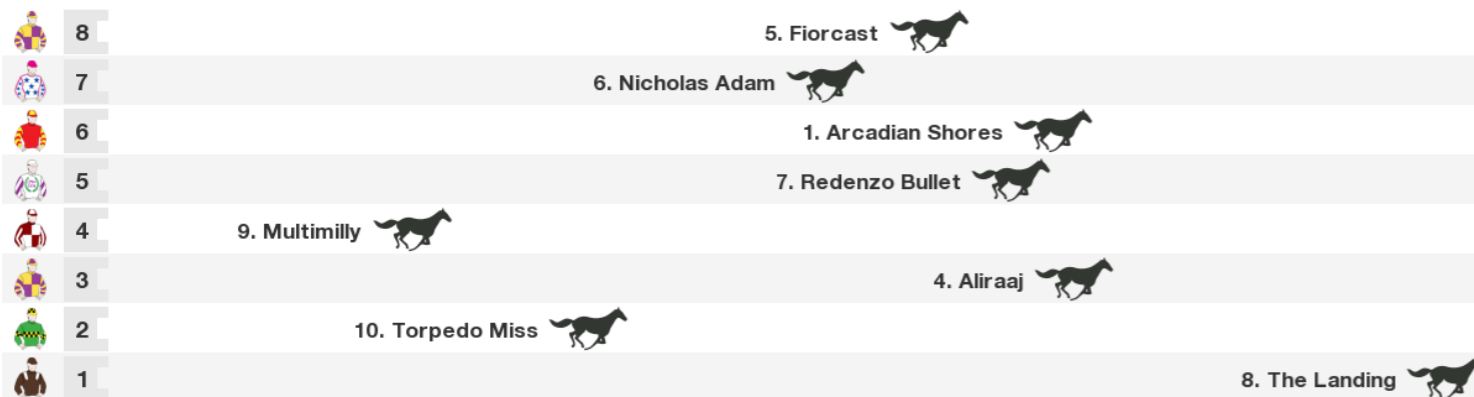 8 5. Fiorcast
7 6. Nicholas Adam
6 1. Arcadian Shores
5 7. Redenzo Bullet
4 9. Multimilly
3 4. Aliraaj
2 10. Torpedo Miss
1 8. The Landing